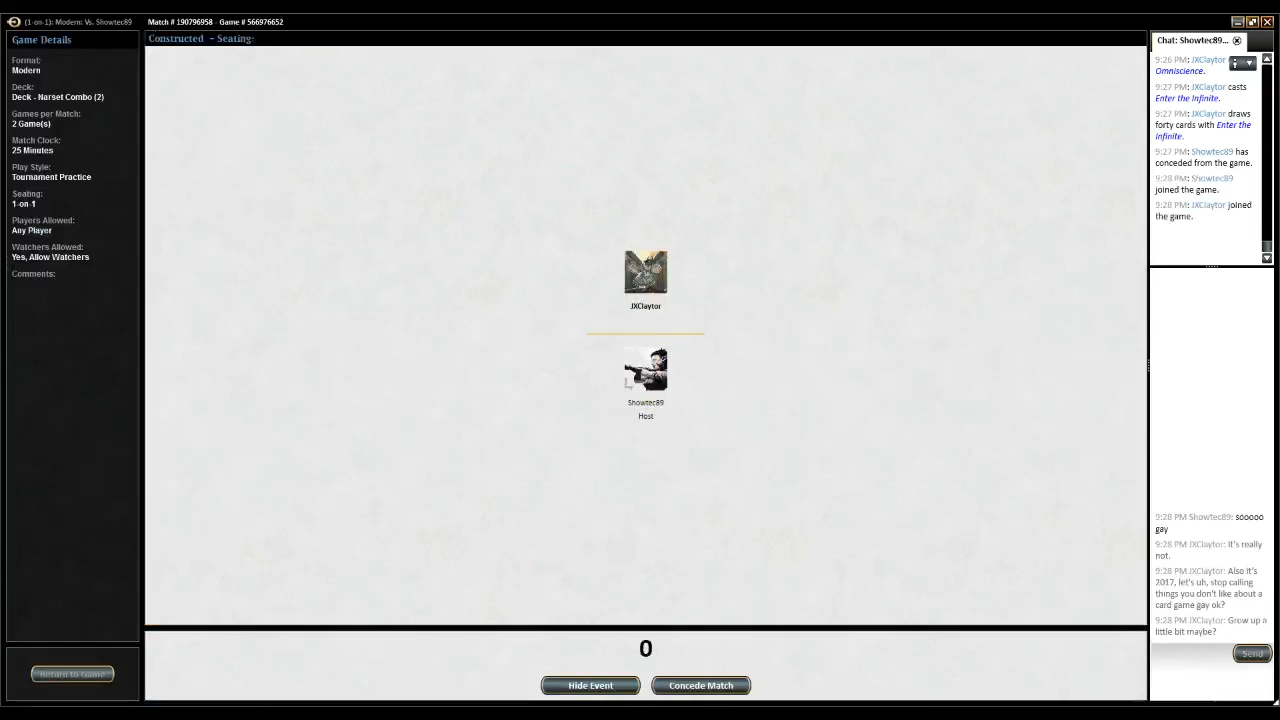 (1-on-1): Modern: Vs. Showtec89
Match # 190796958 - Game # 566976652
Game Details
Format:
Modern
Deck:
Deck - Narset Combo (2)
Games per Match:
2 Game(s)
Match Clock:
25 Minutes
Play Style:
Tournament Practice
Seating:
1-on-1
Players Allowed:
Any Player
Watchers Allowed:
Yes, Allow Watchers
Comments:
Return to Game
Constructed - Seating:
JXClaytor
Showtec89
Host
0
Hide Event
Concede Match
Chat: Showtec89...
9:26 PM: JXClaytor
Omniscience.
9:27 PM: JXClaytor casts
Enter the Infinite.
9:27 PM: JXClaytor
draws
forty cards with Enter the
Infinite.
9:27 PM: Showtec89 has
conceded from the game.
9:28 PM: Showtec89
joined the game.
9:28 PM: JXClaytor joined
the game.
9:28 PM Showtec89: sooooo
gay
9:28 PM JXClaytor: It's really
not.
9:28 PM JXClaytor: Also it's
2017, let's uh, stop calling
things you don't like about a
card game gay ok?
9:28 PM JXClaytor: Grow up a
little bit maybe?
Send